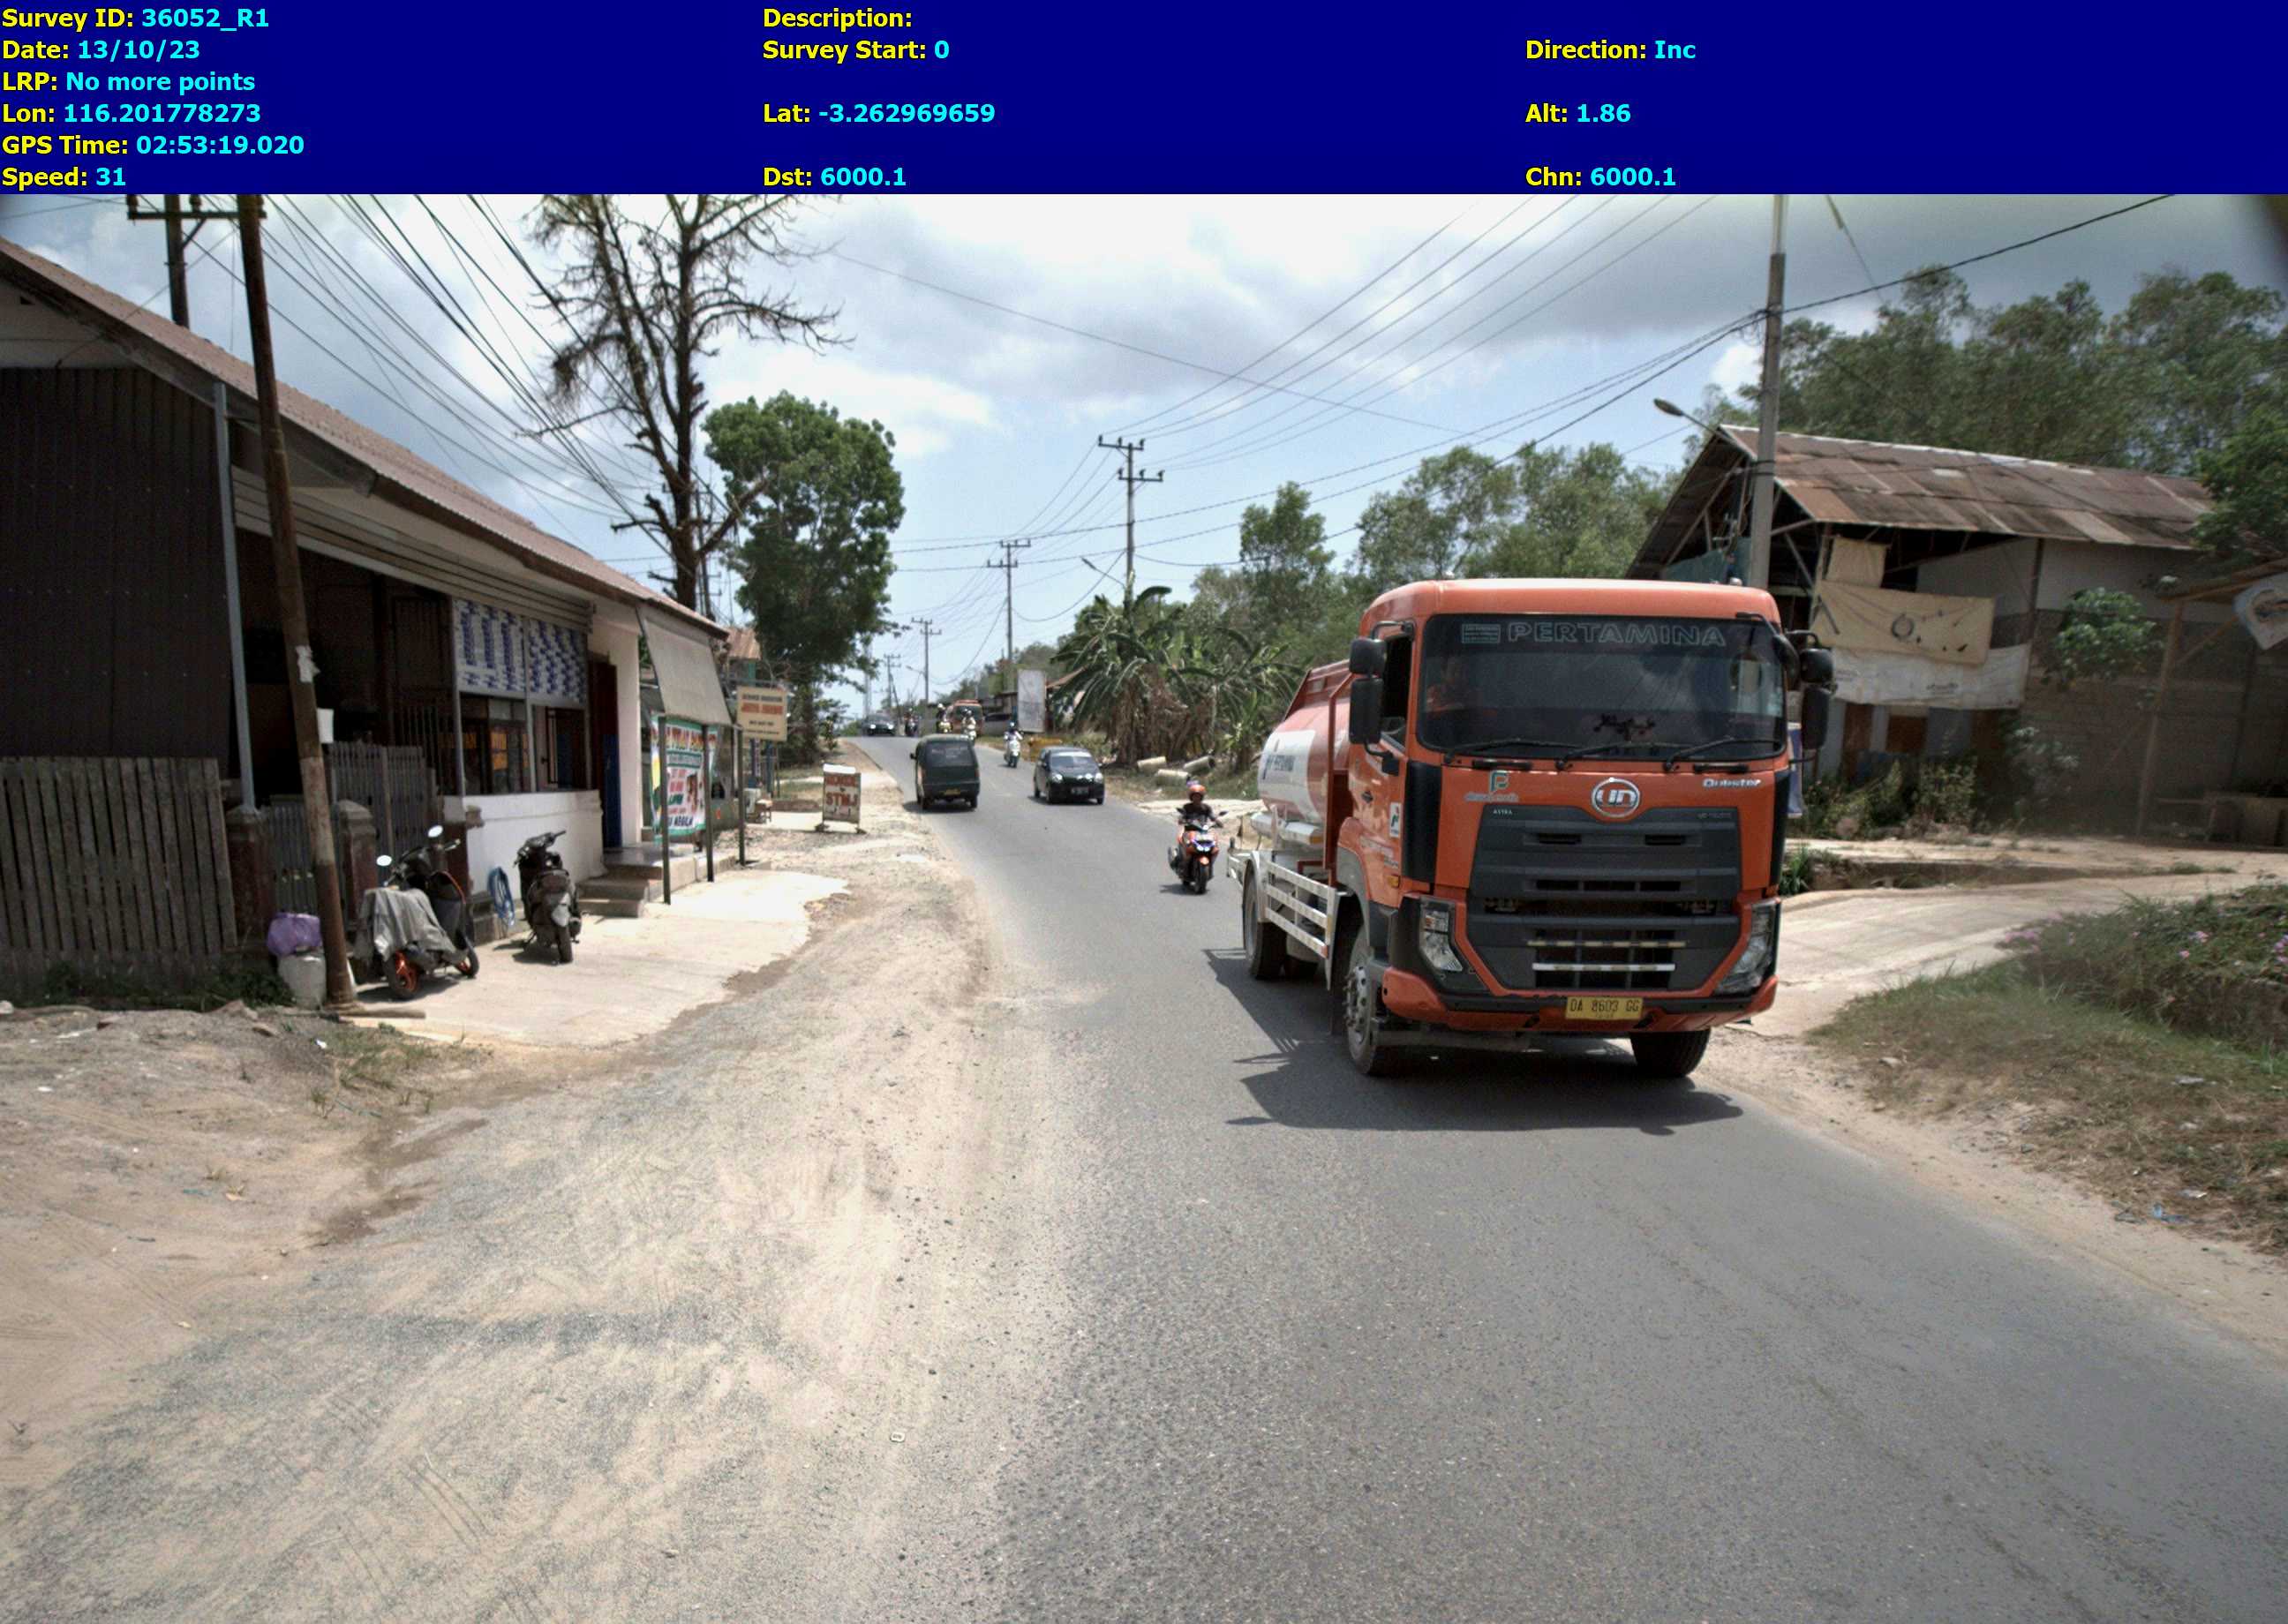 Survey ID: 36052_R1
Description:
Date: 13/10/23
Survey Start: 0
Direction: Inc
LRP: No more points
Lon: 116.201778273
Lat: -3.262969659
Alt: 1.86
GPS Time: 02:53:19.020
Speed: 31
Dst: 6000.1
Chn: 6000.1
PERTAMINA
Quester
UD
DA 8603 GG
STMJ